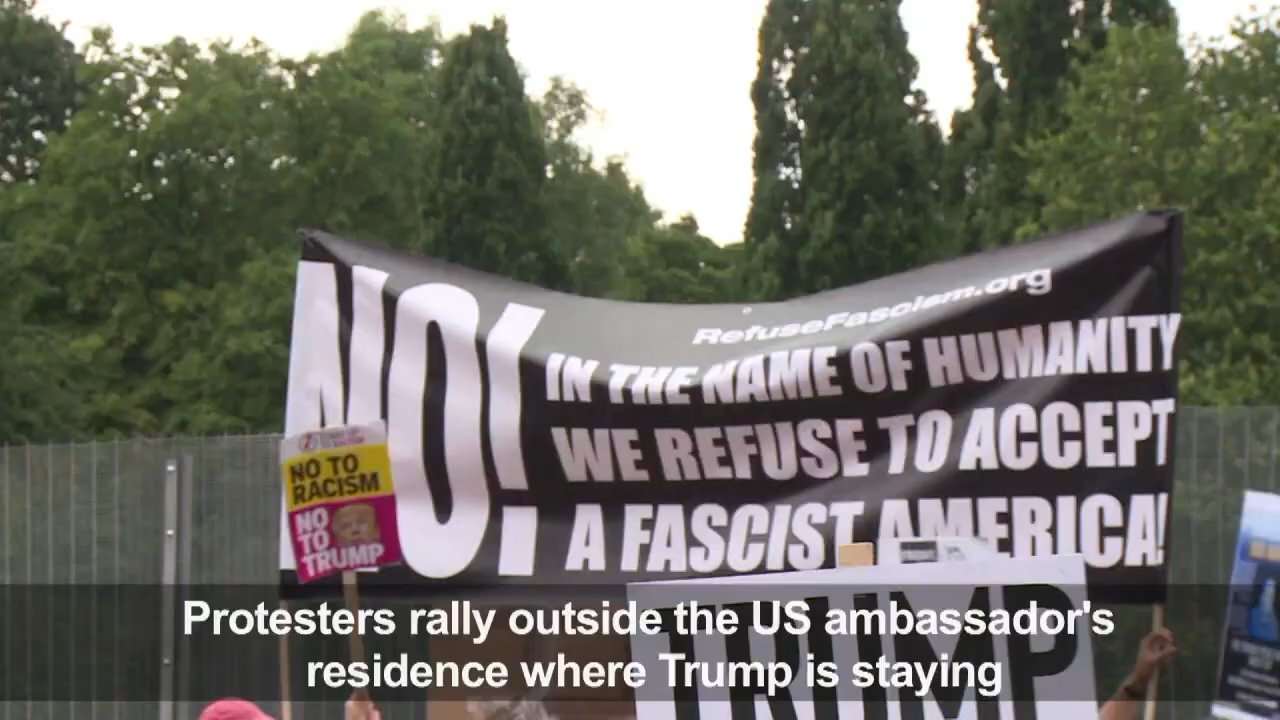 RefuseFascism.org
NO!
IN THE NAME OF HUMANITY
WE REFUSE TO ACCEPT
A FASCIST AMERICA!
NO TO
RACISM
NO
TO
TRUMP
TRUMP
Protesters rally outside the US ambassador's
residence where Trump is staying